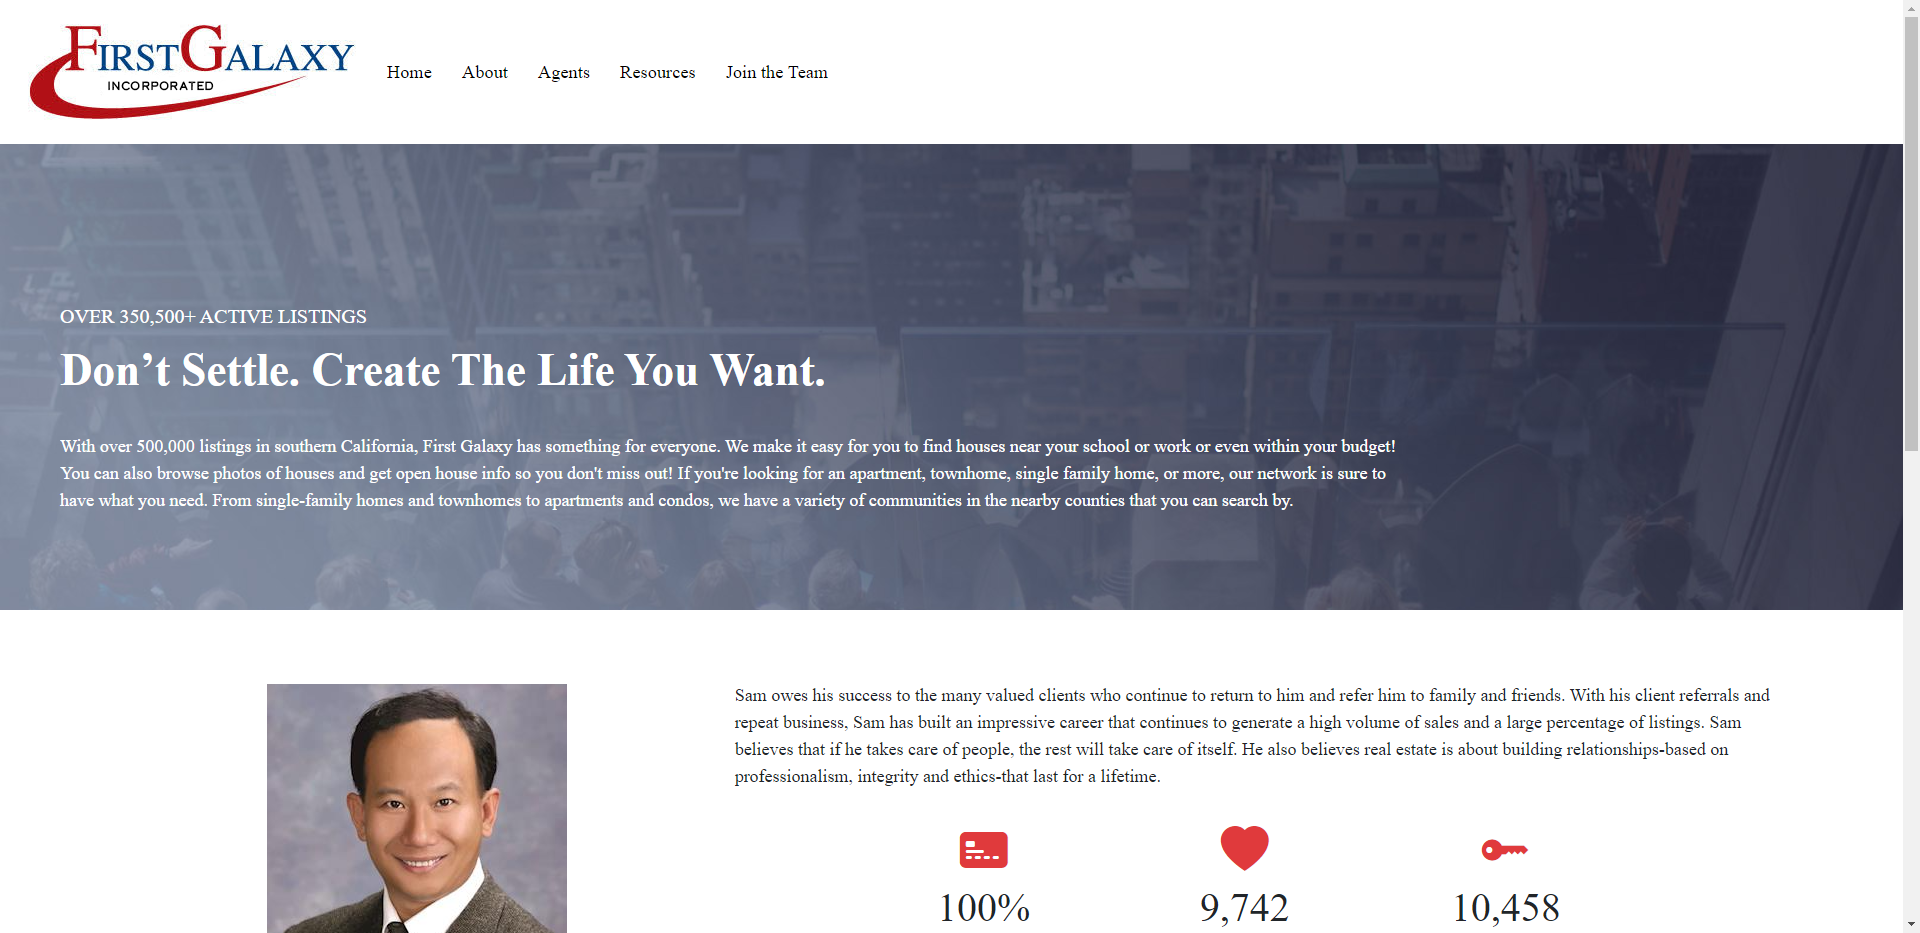 FIRSTGALAXY
INCORPORATED
Home About Agents Resources Join the Team
OVER 350,500+ ACTIVE LISTINGS
Don’t Settle. Create The Life You Want.
With over 500,000 listings in southern California, First Galaxy has something for everyone. We make it easy for you to find houses near your school or work or even within your budget!
You can also browse photos of houses and get open house info so you don't miss out! If you're looking for an apartment, townhome, single family home, or more, our network is sure to
have what you need. From single-family homes and townhomes to apartments and condos, we have a variety of communities in the nearby counties that you can search by.
Sam owes his success to the many valued clients who continue to return to him and refer him to family and friends. With his client referrals and
repeat business, Sam has built an impressive career that continues to generate a high volume of sales and a large percentage of listings. Sam
believes that if he takes care of people, the rest will take care of itself. He also believes real estate is about building relationships-based on
professionalism, integrity and ethics-that last for a lifetime.
100% 9,742 10,458